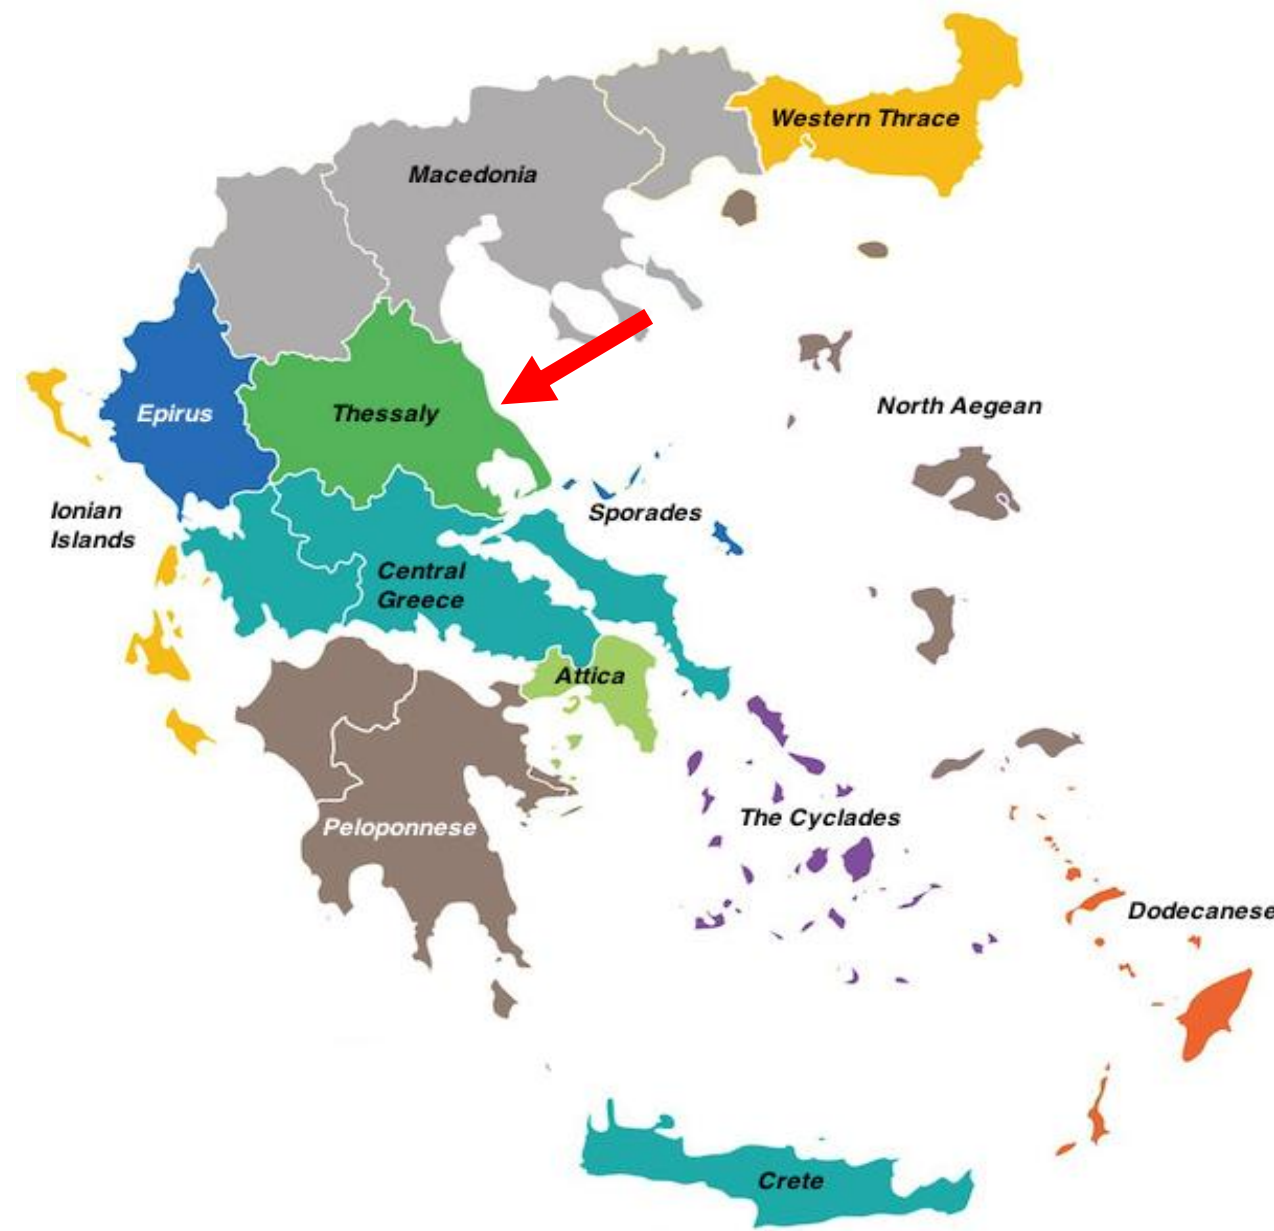 Western Thrace
Macedonia
North Aegean
Epirus
Thessaly
Ionian
Islands
Sporades
Central
Greece
Attica
The Cyclades
Peloponnese
Dodecanese
Crete